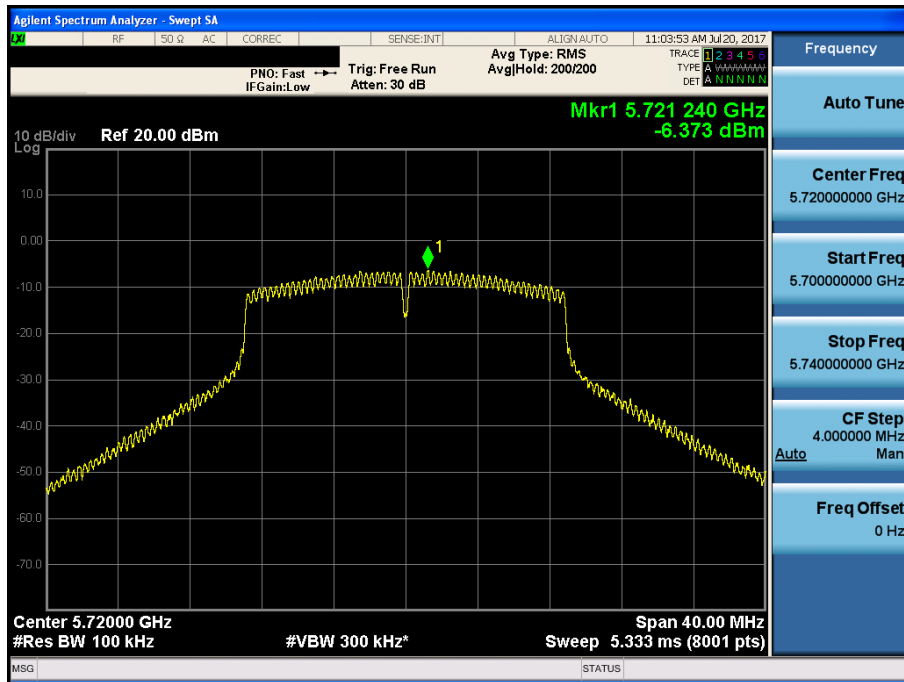 Agilent Spectrum Analyzer - Swept SA
LXI RF 50 Ω AC CORREC SENSE:INT ALIGN AUTO 11:03:53 AM Jul 20, 2017
Frequency
PNO: Fast
IFGain:Low
Trig: Free Run
Atten: 30 dB
Avg Type: RMS
Avg|Hold: 200/200
TRACE 1 2 3 4 5 6
TYPE A WWWWW
DET A N N N N N
Auto Tune
Mkr1 5.721 240 GHz
-6.373 dBm
10 dB/div Ref 20.00 dBm
Log
10.0
0.00
-10.0
-20.0
-30.0
-40.0
-50.0
-60.0
-70.0
1
Center Freq
5.720000000 GHz
Start Freq
5.700000000 GHz
Stop Freq
5.740000000 GHz
CF Step
4.000000 MHz
Auto Man
Freq Offset
0 Hz
Center 5.72000 GHz Span 40.00 MHz
#Res BW 100 kHz #VBW 300 kHz* Sweep 5.333 ms (8001 pts)
MSG STATUS